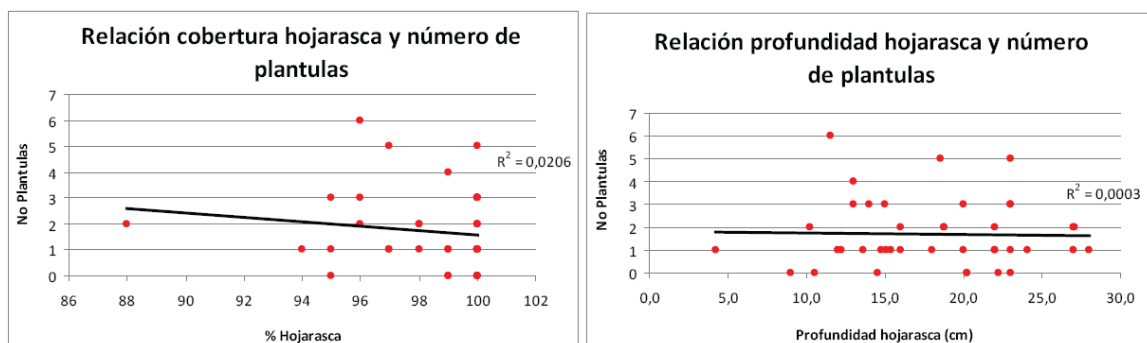 Relación cobertura hojarasca y número de
plantulas
7
6
5
4
3
2
1
0
No Plantulas
R² = 0,0206
86 88 90 92 94 96 98 100 102
% Hojarasca
Relación profundidad hojarasca y número
de plantulas
7
6
5
4
3
2
1
0
No Plantulas
R² = 0,0003
0,0 5,0 10,0 15,0 20,0 25,0 30,0
Profundidad hojarasca (cm)